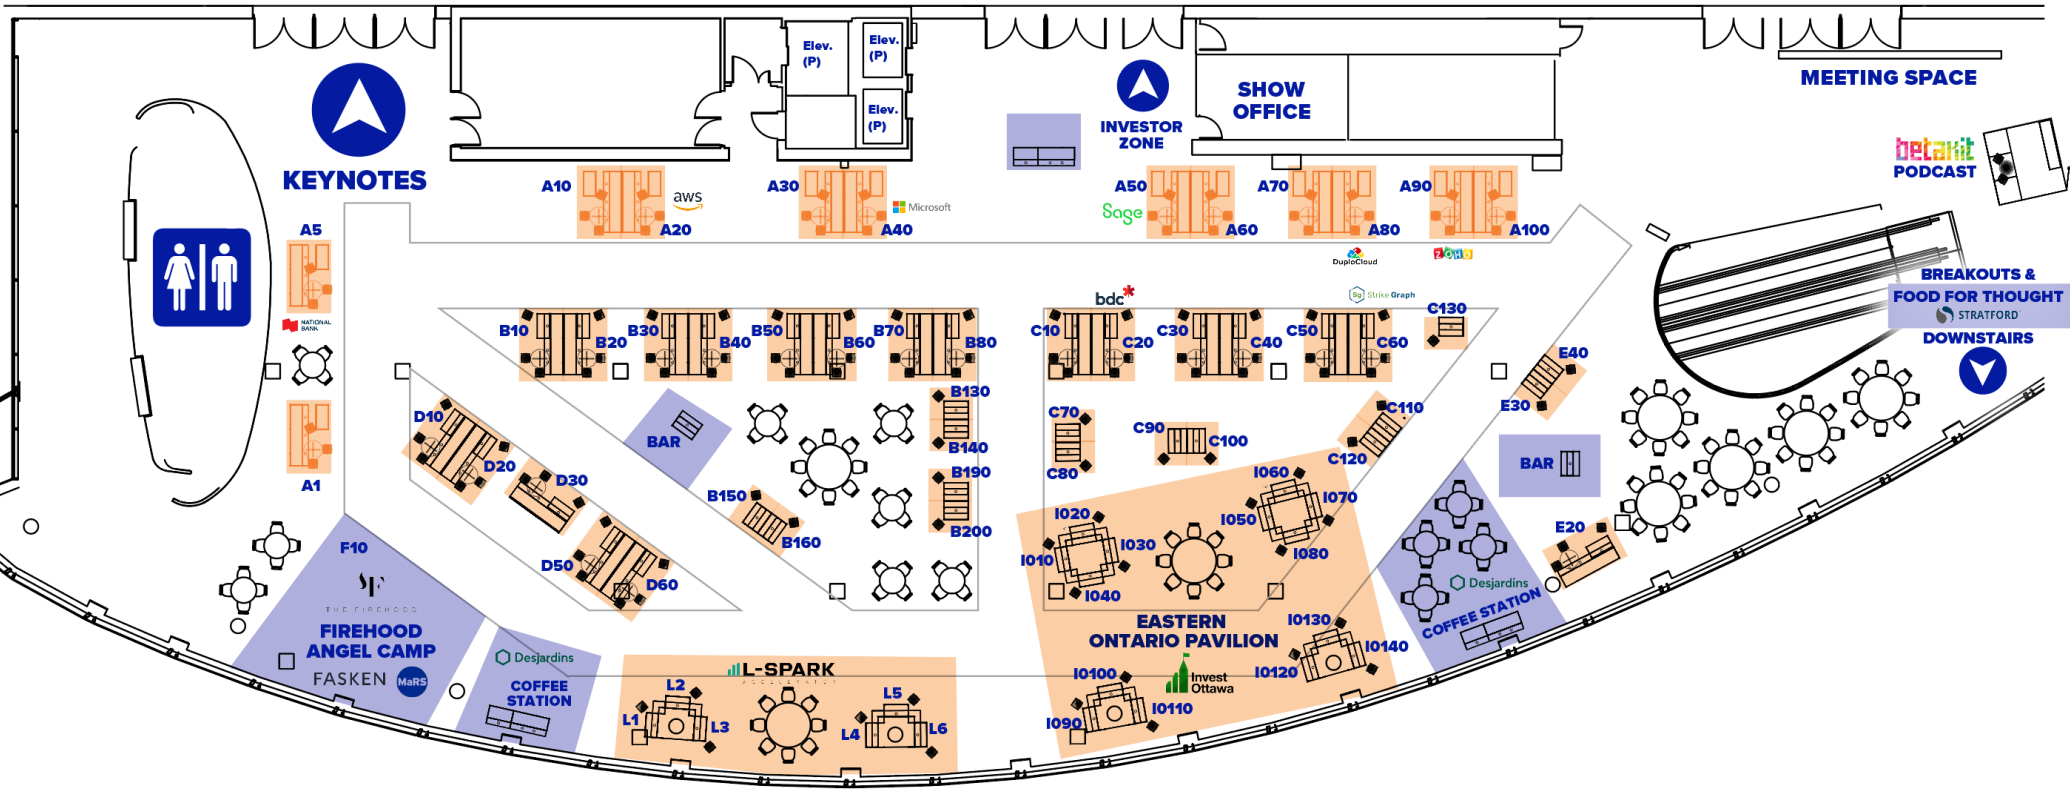 Elev.
(P)
Elev.
(P)
Elev.
(P)
KEYNOTES
INVESTOR
ZONE
SHOW
OFFICE
MEETING SPACE
betakit
PODCAST
A10
aws
A20
A30
Microsoft
A40
A50
Sage
A60
A70
A80
A90
A100
A5
NATIONAL
BANK
A1
DuploCloud
ZOHO
BREAKOUTS &
FOOD FOR THOUGHT
STRATFORD
DOWNSTAIRS
bdc
Sg Strike Graph
B10
B20
B30
B40
B50
B60
B70
B80
C10
C20
C30
C40
C50
C60
C130
E40
E30
B130
B140
B190
B200
BAR
B150
B160
C70
C80
C90
C100
C110
C120
BAR
E20
D10
D20
D30
D50
D60
I060
I070
I050
I080
I020
I030
I010
I040
EASTERN
ONTARIO PAVILION
Invest
Ottawa
I0130
I0140
I0120
I0100
I090
I0110
Desjardins
COFFEE STATION
F10
SF
THE FIREHOOD
FIREHOOD
ANGEL CAMP
FASKEN
MaRS
Desjardins
COFFEE
STATION
L-SPARK
ACCELERATOR
L2
L1
L3
L5
L4
L6